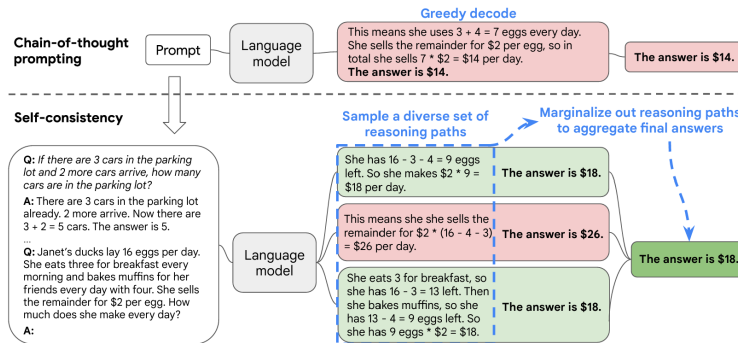 Greedy decode
Chain-of-thought
prompting
Prompt
Language
model
This means she uses 3 + 4 = 7 eggs every day.
She sells the remainder for $2 per egg, so in
total she sells 7 * $2 = $14 per day.
The answer is $14.
The answer is $14.
Self-consistency
Sample a diverse set of
reasoning paths
Marginalize out reasoning paths
to aggregate final answers
Q: If there are 3 cars in the parking
lot and 2 more cars arrive, how many
cars are in the parking lot?
A: There are 3 cars in the parking lot
already. 2 more arrive. Now there are
3 + 2 = 5 cars. The answer is 5.
...
Q: Janet's ducks lay 16 eggs per day.
She eats three for breakfast every
morning and bakes muffins for her
friends every day with four. She sells
the remainder for $2 per egg. How
much does she make every day?
A:
Language
model
She has 16 - 3 - 4 = 9 eggs
left. So she makes $2 * 9 =
$18 per day.
The answer is $18.
This means she she sells the
remainder for $2 * (16 - 4 - 3)
= $26 per day.
The answer is $26.
She eats 3 for breakfast, so
she has 16 - 3 = 13 left. Then
she bakes muffins, so she
has 13 - 4 = 9 eggs left. So
she has 9 eggs * $2 = $18.
The answer is $18.
The answer is $18.